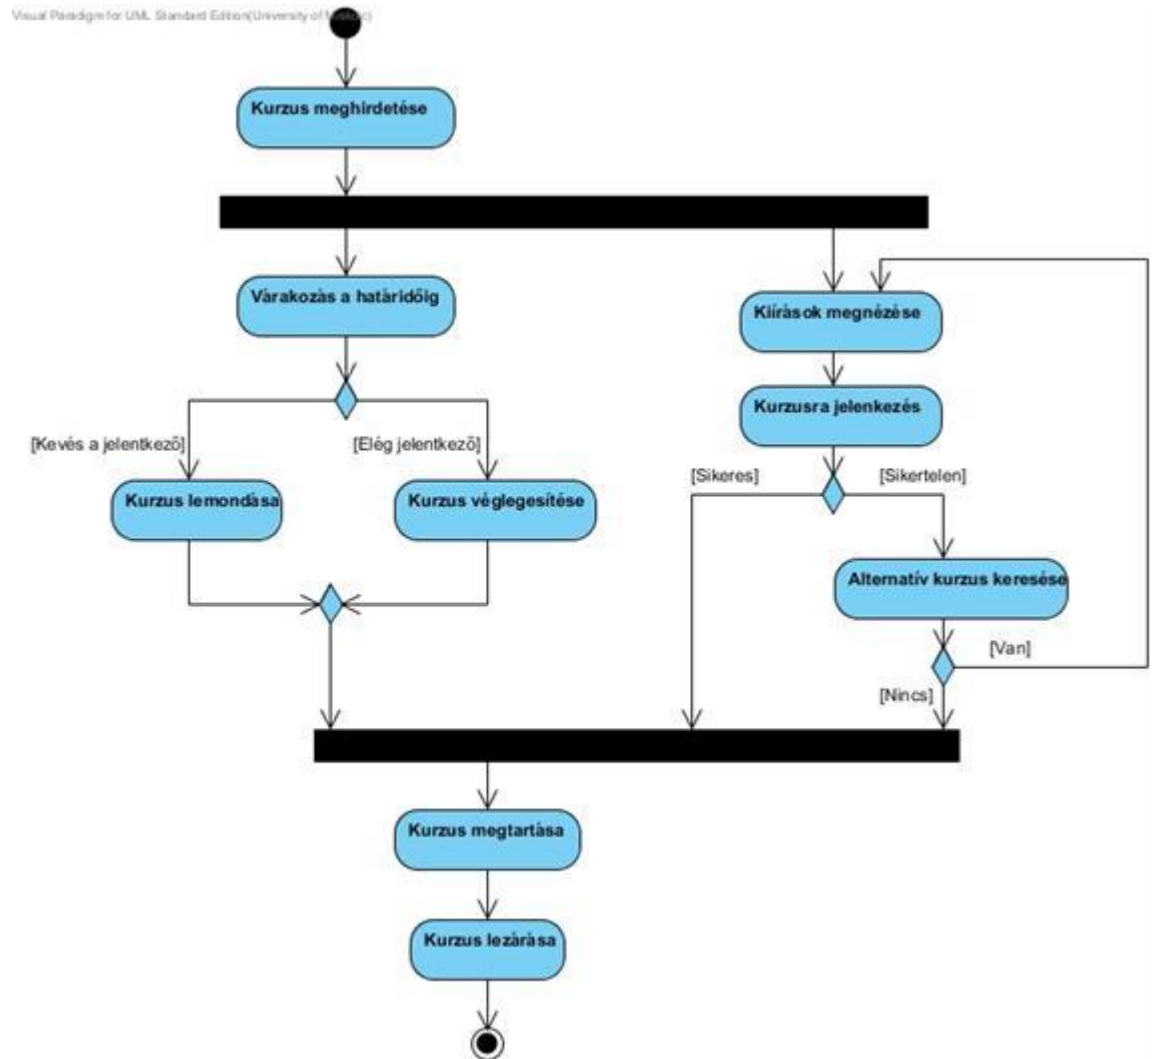 Visual Paradigm for UML Standard Edition(University of Miskolc)
Kurzus meghirdetése
Várakozás a határidőig
Kiírások megnézése
Kurzusra jelenkezés
[Kevés a jelentkező]
[Elég jelentkező]
[Sikeres]
[Sikertelen]
Kurzus lemondása
Kurzus véglegesítése
Alternatív kurzus keresése
[Van]
[Nincs]
Kurzus megtartása
Kurzus lezárása